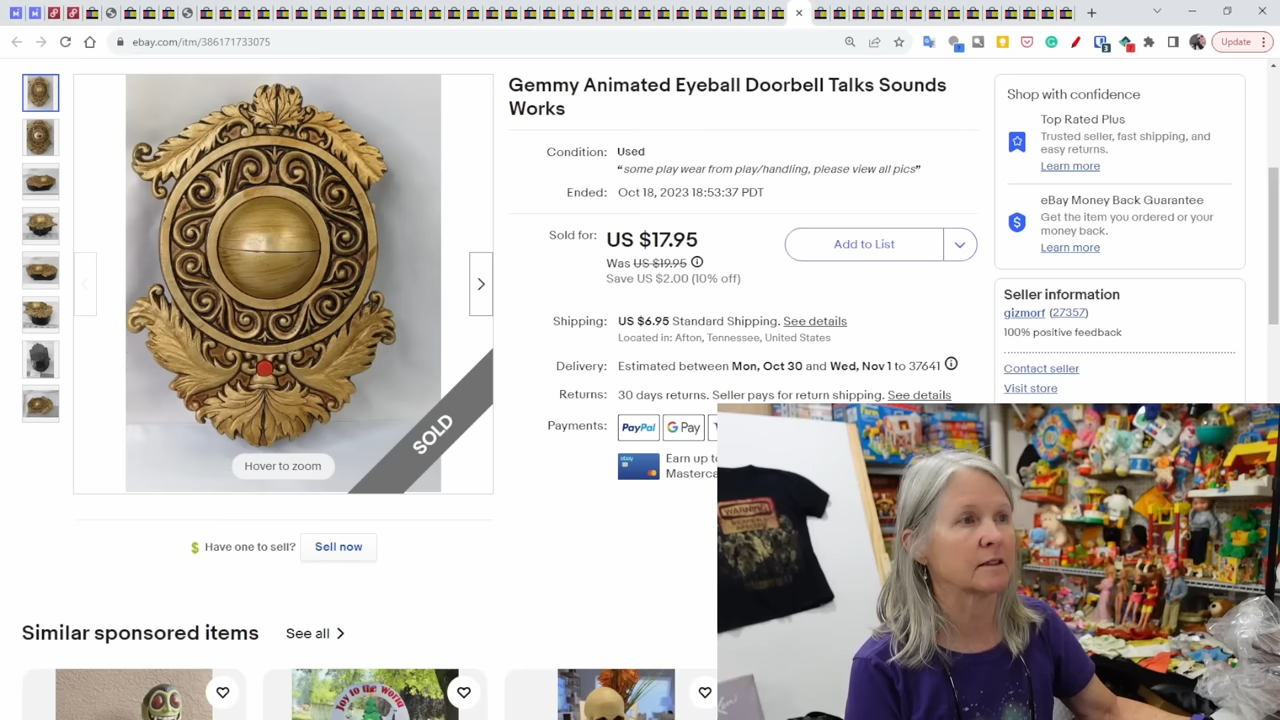 ebay.com/itm/386171733075
Update
Gemmy Animated Eyeball Doorbell Talks Sounds
Works
Condition: Used
“some play wear from play/handling, please view all pics”
Ended: Oct 18, 2023 18:53:37 PDT
Sold for: US $17.95
Was US $19.95
Save US $2.00 (10% off)
Add to List
Shipping: US $6.95 Standard Shipping. See details
Located in: Afton, Tennessee, United States
Delivery: Estimated between Mon, Oct 30 and Wed, Nov 1 to 37641
Returns: 30 days returns. Seller pays for return shipping. See details
Payments: PayPal G Pay
ebay Earn up to
Masterca
SOLD
Hover to zoom
Have one to sell? Sell now
Shop with confidence
Top Rated Plus
Trusted seller, fast shipping, and
easy returns.
Learn more
eBay Money Back Guarantee
Get the item you ordered or your
money back.
Learn more
Seller information
gizmorf (27357)
100% positive feedback
Contact seller
Visit store
WARNING
Similar sponsored items See all
Joy to the World